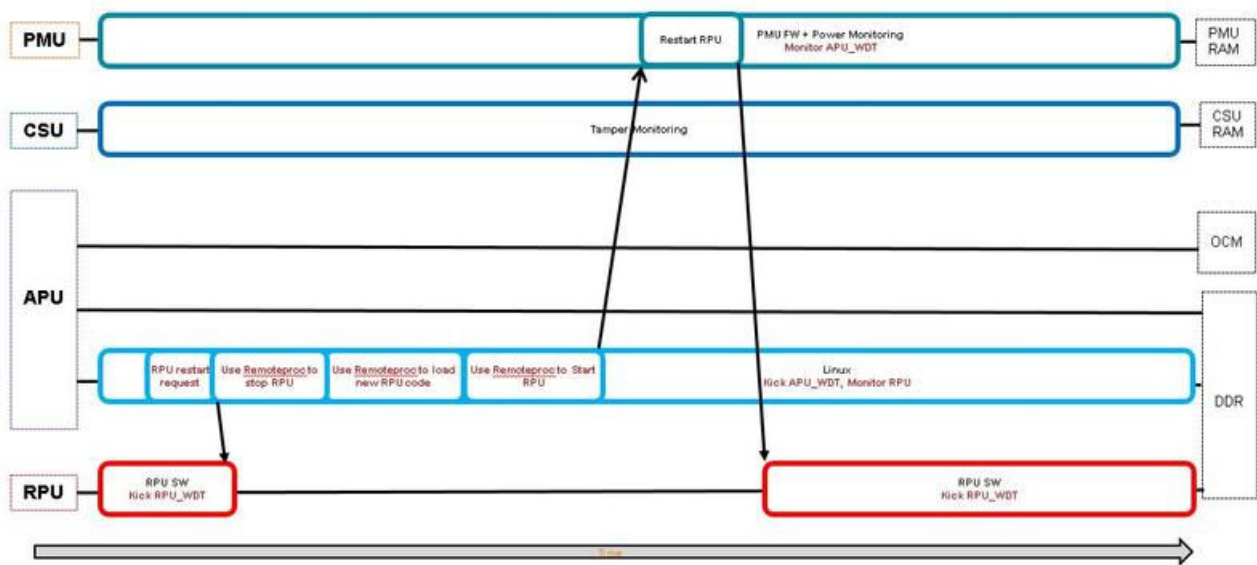 PMU
Restart RPU
PMU FW + Power Monitoring
Monitor APU_WDT
PMU
RAM
CSU
Tamper Monitoring
CSU
RAM
APU
OCM
RPU restart
request
Use Remoteproc to
stop RPU
Use Remoteproc to load
new RPU code
Use Remoteproc to Start
RPU
Linux
Kick APU_WDT, Monitor RPU
DDR
RPU
RPU SW
Kick RPU_WDT
RPU SW
Kick RPU_WDT
Time